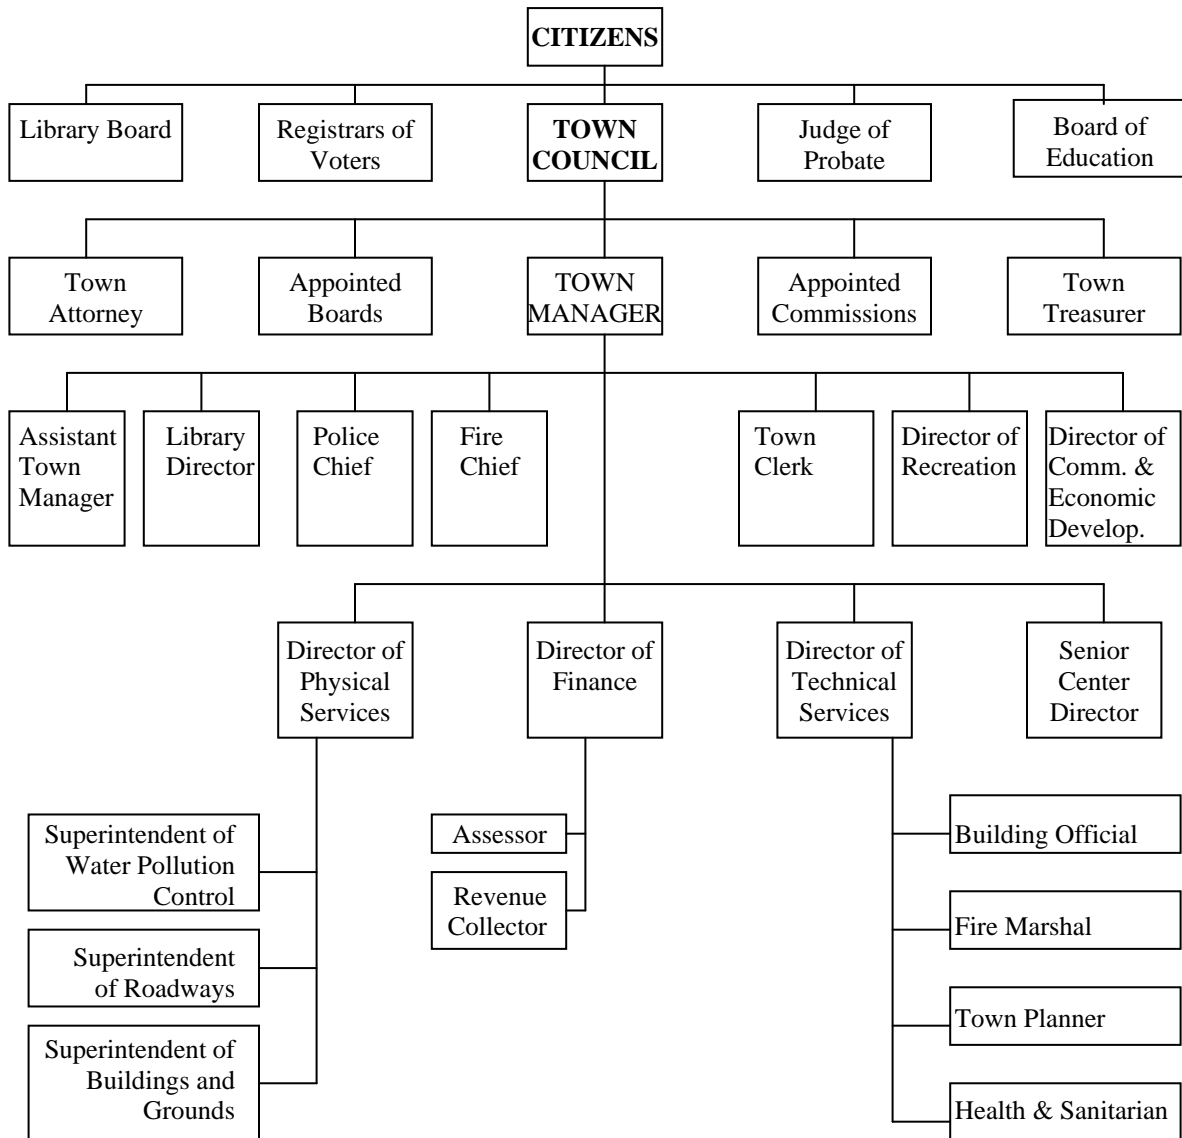 CITIZENS
Library Board
Registrars of
Voters
TOWN
COUNCIL
Judge of
Probate
Board of
Education
Town
Attorney
Appointed
Boards
TOWN
MANAGER
Appointed
Commissions
Town
Treasurer
Assistant
Town
Manager
Library
Director
Police
Chief
Fire
Chief
Town
Clerk
Director of
Recreation
Director of
Comm. &
Economic
Develop.
Director of
Physical
Services
Director of
Finance
Director of
Technical
Services
Senior
Center
Director
Superintendent of
Water Pollution
Control
Superintendent
of Roadways
Superintendent of
Buildings and
Grounds
Assessor
Revenue
Collector
Building Official
Fire Marshal
Town Planner
Health & Sanitarian